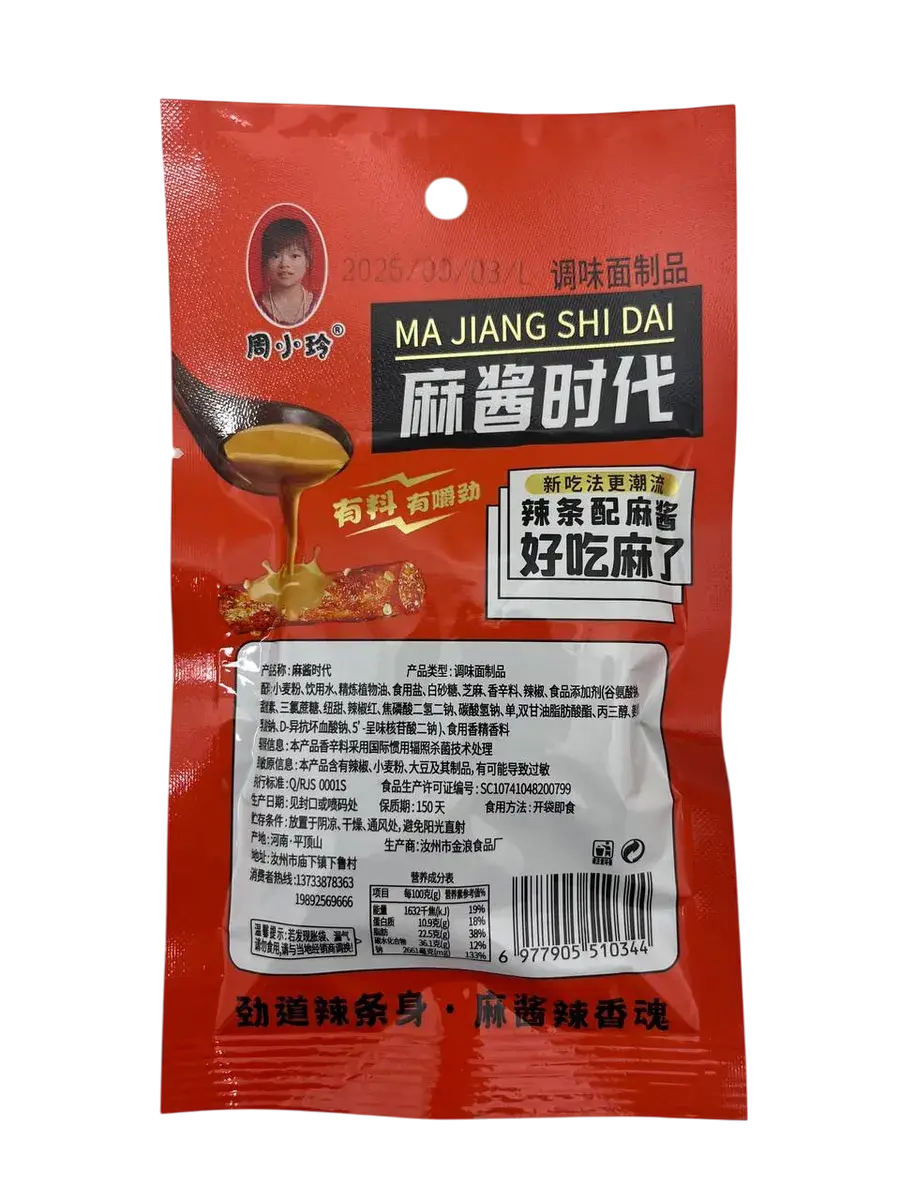 调味面制品
周·小·玲®
MA JIANG SHI DAI
麻酱时代
新吃法更潮流
有料 有嚼劲
辣条配麻酱
好吃麻了
产品名称:麻酱时代 产品类型:调味面制品
配 小麦粉、饮用水、精炼植物油、食用盐、白砂糖、芝麻、香辛料、辣椒、食品添加剂(谷氨酸钠
甜素、三氯蔗糖、纽甜、辣椒红、焦磷酸二氢二钠、碳酸氢钠、单,双甘油脂肪酸酯、丙三醇、
钠、D-异抗坏血酸钠、5'-呈味核苷酸二钠)、食用香精香料
信息:本产品香辛料采用国际惯用辐照杀菌技术处理
敏原信息:本产品含有辣椒、小麦粉、大豆及其制品,有可能导致过敏
执行标准:Q/RJS 0001S 食品生产许可证编号:SC10741048200799
生产日期:见封口或喷码处 保质期:150天 食用方法:开袋即食
贮存条件:放置于阴凉、干燥、通风处,避免阳光直射
产地:河南·平顶山 生产商:汝州市金浪食品厂
地址:汝州市庙下镇下鲁村
消费者热线:13733878363
19892569666
营养成分表
项目 每100克(g) 营养素参考值%
能量 1632千焦(kJ) 19%
蛋白质 10.9克(g) 18%
脂肪 22.5克(g) 38%
碳水化合物 36.1克(g) 12%
钠 2661毫克(mg) 133%
温馨提示:若发现胀袋、漏气
请勿食用,请与当地经销商调换!
6 977905 510344
劲道辣条身·麻酱辣香魂